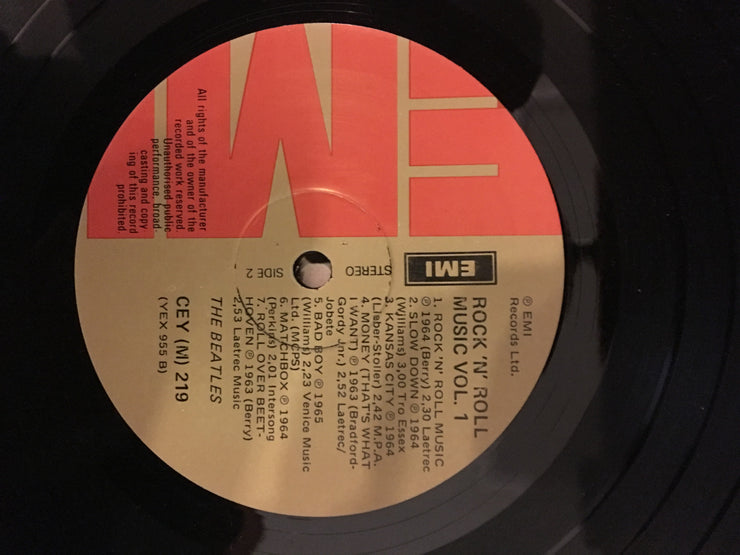 EMI
STEREO
SIDE 2
All rights of the manufacturer
and of the owner of the
recorded work reserved.
Unauthorised public
performance, broad-
casting and copy
ing of this record
prohibited.
℗ EMI
Records Ltd.
ROCK 'N' ROLL
MUSIC VOL. 1
1. ROCK 'N' ROLL MUSIC
℗ 1964 (Berry) 2,30 Laetrec
2. SLOW DOWN ℗ 1964
(Williams) 3,00 Tro Essex
3. KANSAS CITY ℗ 1964
(Lieber-Stoller) 2,42 M.P.A.
4. MONEY (THAT'S WHAT
I WANT) ℗ 1963 (Bradford-
Gordy Jnr.) 2,52 Laetrec/
Jobete
5. BAD BOY ℗ 1965
(Williams) 2,23 Venice Music
Ltd. (MCPS)
6. MATCHBOX ℗ 1964
(Perkins) 2,01 Intersong
7. ROLL OVER BEET-
HOVEN ℗ 1963 (Berry)
2,53 Laetrec Music
THE BEATLES
CEY (M) 219
(YEX 955 B)